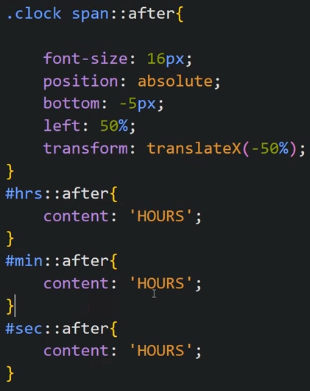 .clock span::after{
font-size: 16px;
position: absolute;
bottom: -5px;
left: 50%;
transform: translateX(-50%);
}
#hrs::after{
content: 'HOURS';
}
#min::after{
content: 'HOURS';
}
#sec::after{
content: 'HOURS';
}